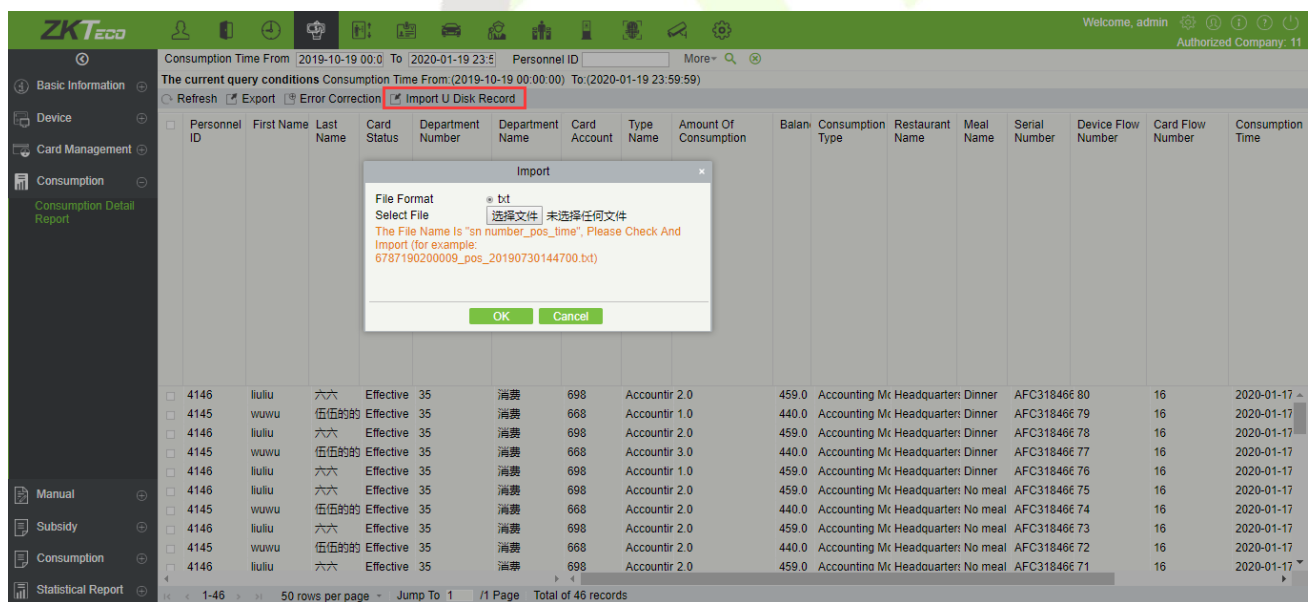 ZKTeco
Welcome, admin
Authorized Company: 11
Consumption Time From 2019-10-19 00:0 To 2020-01-19 23:5 Personnel ID More
The current query conditions Consumption Time From:(2019-10-19 00:00:00) To:(2020-01-19 23:59:59)
Refresh Export Error Correction Import U Disk Record
Basic Information
Device
Card Management
Consumption
Consumption Detail
Report
Manual
Subsidy
Consumption
Statistical Report
Personnel First Name Last Card Department Department Card Type Amount Of Balan Consumption Restaurant Meal Serial Device Flow Card Flow Consumption
ID Name Status Number Name Account Name Consumption Type Name Name Number Number Number Time
Import
File Format txt
Select File 选择文件 未选择任何文件
The File Name Is "sn number_pos_time", Please Check And
Import (for example:
6787190200009_pos_20190730144700.txt)
OK Cancel
4146 liuliu 六六 Effective 35 消费 698 Accountir 2.0 459.0 Accounting Mc Headquarter: Dinner AFC318466 80 16 2020-01-17
4145 wuwu 伍伍的的 Effective 35 消费 668 Accountir 1.0 440.0 Accounting Mc Headquarter: Dinner AFC318466 79 16 2020-01-17
4146 liuliu 六六 Effective 35 消费 698 Accountir 2.0 459.0 Accounting Mc Headquarter: Dinner AFC318466 78 16 2020-01-17
4145 wuwu 伍伍的的 Effective 35 消费 668 Accountir 3.0 440.0 Accounting Mc Headquarter: Dinner AFC318466 77 16 2020-01-17
4146 liuliu 六六 Effective 35 消费 698 Accountir 1.0 459.0 Accounting Mc Headquarter: Dinner AFC318466 76 16 2020-01-17
4146 liuliu 六六 Effective 35 消费 698 Accountir 2.0 459.0 Accounting Mc Headquarter: No meal AFC318466 75 16 2020-01-17
4145 wuwu 伍伍的的 Effective 35 消费 668 Accountir 2.0 440.0 Accounting Mc Headquarter: No meal AFC318466 74 16 2020-01-17
4146 liuliu 六六 Effective 35 消费 698 Accountir 2.0 459.0 Accounting Mc Headquarter: No meal AFC318466 73 16 2020-01-17
4145 wuwu 伍伍的的 Effective 35 消费 668 Accountir 2.0 440.0 Accounting Mc Headquarter: No meal AFC318466 72 16 2020-01-17
4146 liuliu 六六 Effective 35 消费 698 Accountir 2.0 459.0 Accounting Mc Headquarter: No meal AFC318466 71 16 2020-01-17
1-46 50 rows per page Jump To 1 /1 Page Total of 46 records